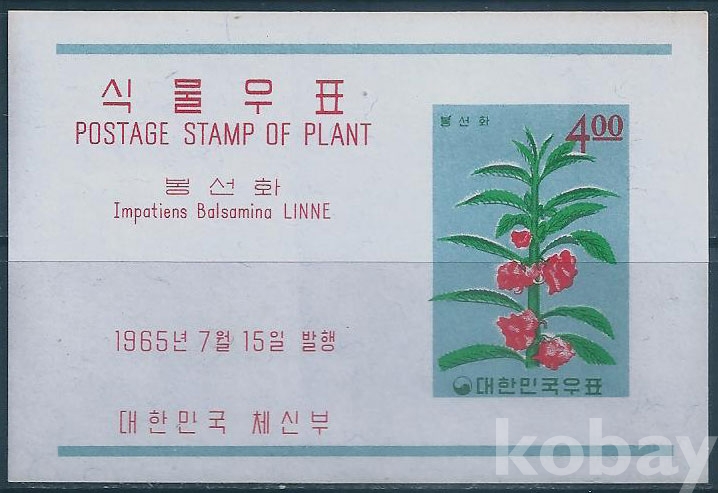 식물우표
POSTAGE STAMP OF PLANT
봉선화
Impatiens Balsamina LINNE
1965년 7월 15일 발행
대한민국 체신부
봉선화
4.00
대한민국우표
kobay